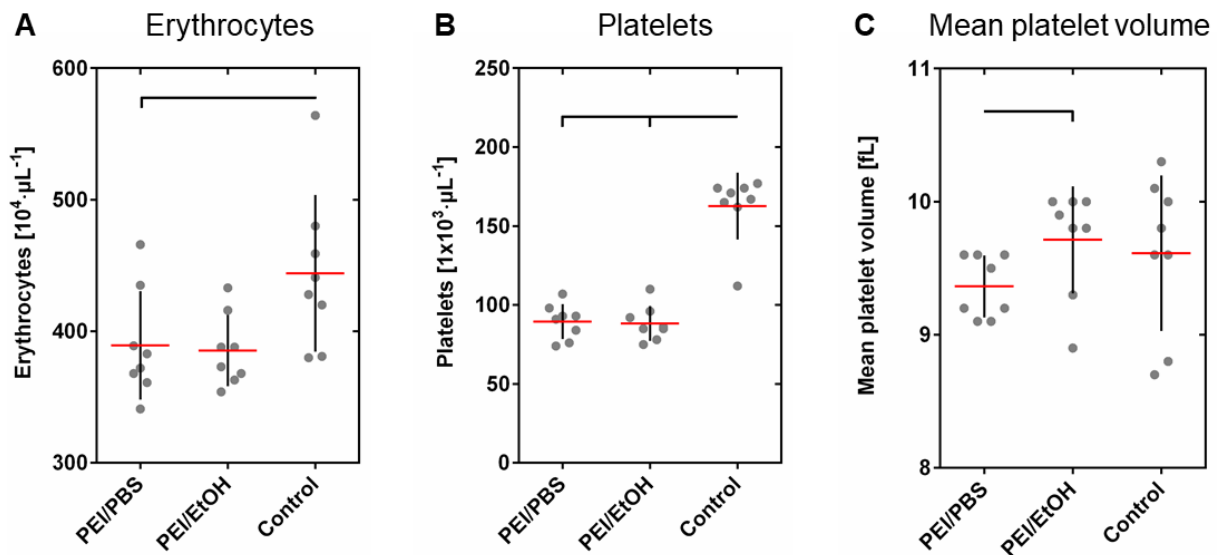 A Erythrocytes
Erythrocytes [10⁴·µL⁻¹]
600
500
400
300
PEI/PBS
PEI/EtOH
Control
B Platelets
Platelets [1x10³·µL⁻¹]
250
200
150
100
50
0
PEI/PBS
PEI/EtOH
Control
C Mean platelet volume
Mean platelet volume [fL]
11
10
9
8
PEI/PBS
PEI/EtOH
Control